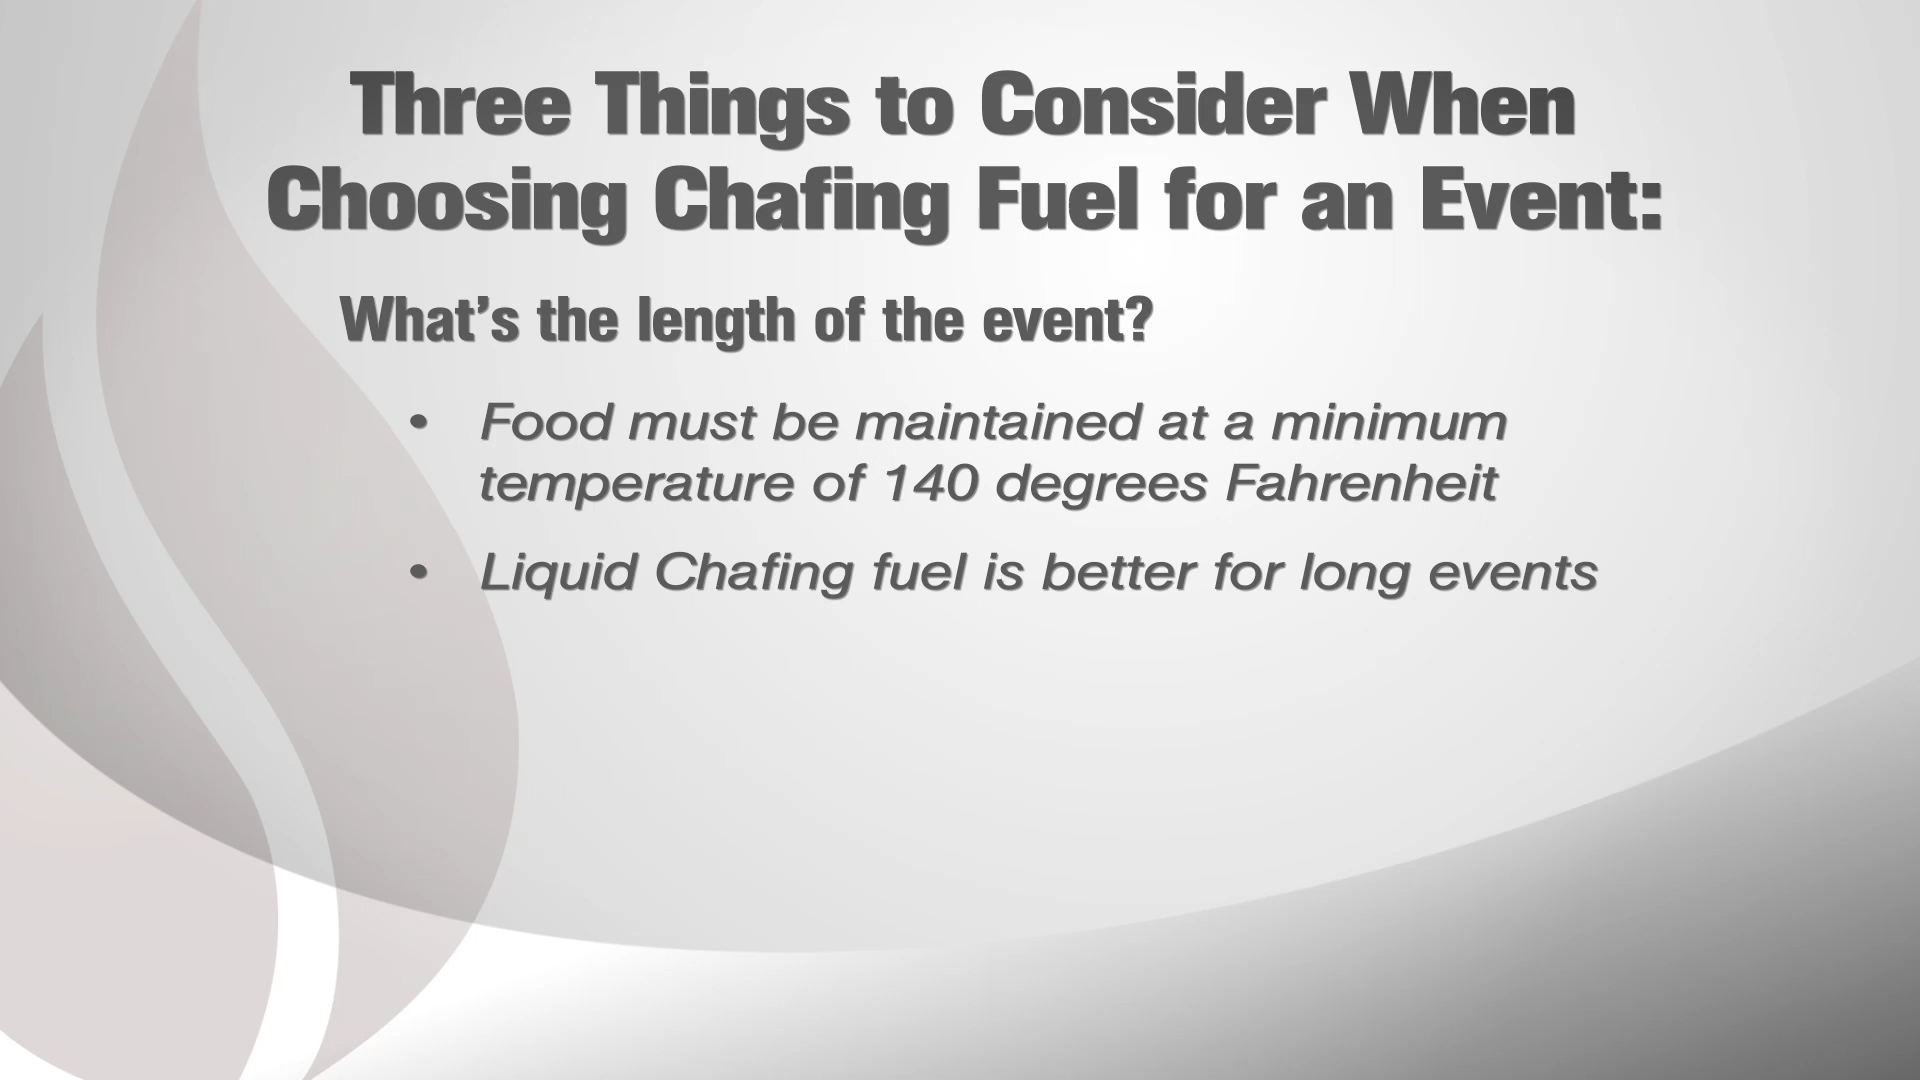 Three Things to Consider When
Choosing Chafing Fuel for an Event:
What's the length of the event?
• Food must be maintained at a minimum
temperature of 140 degrees Fahrenheit
• Liquid Chafing fuel is better for long events